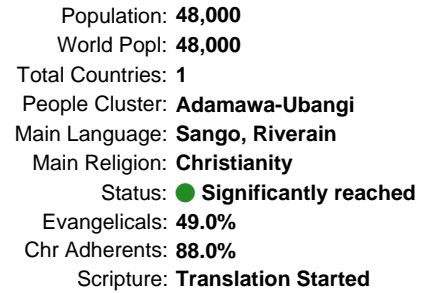 Population: 48,000
World Popl: 48,000
Total Countries: 1
People Cluster: Adamawa-Ubangi
Main Language: Sango, Riverain
Main Religion: Christianity
Status: Significantly reached
Evangelicals: 49.0%
Chr Adherents: 88.0%
Scripture: Translation Started